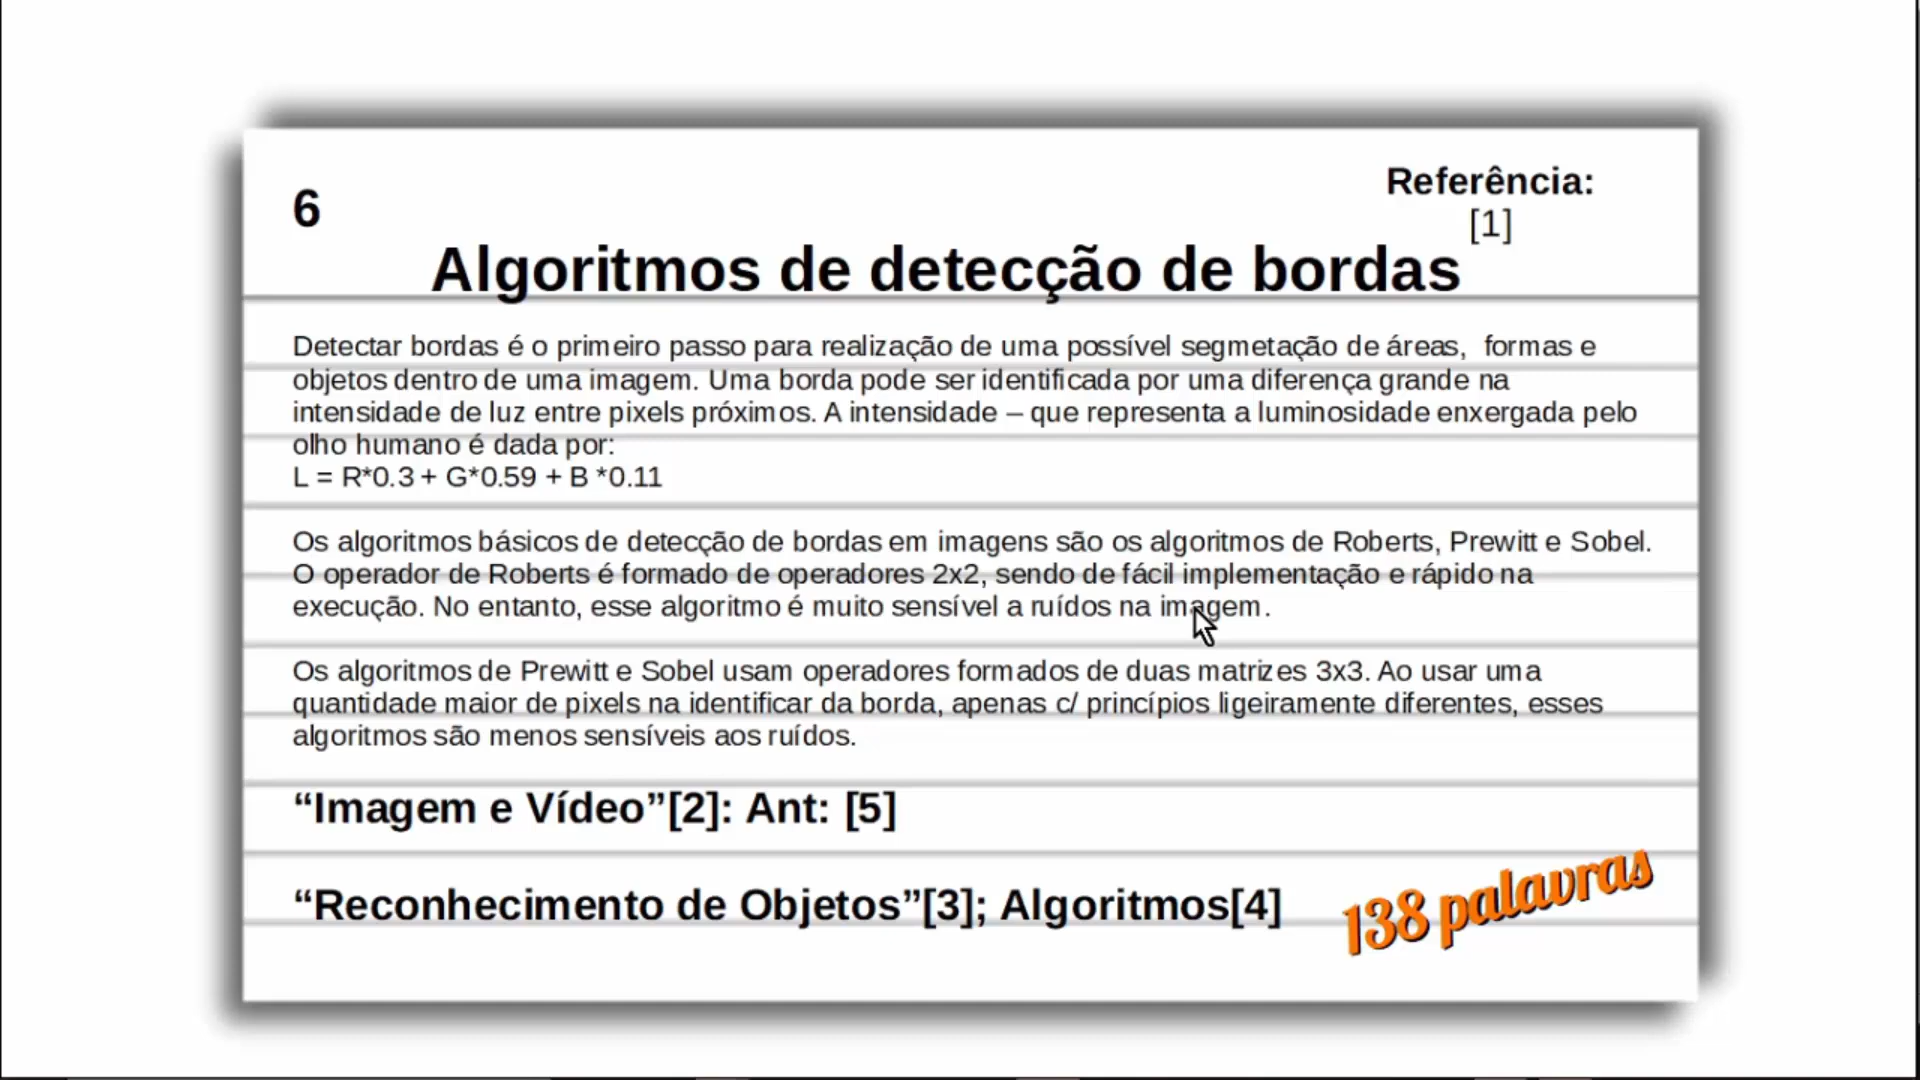 6
Referência:
[1]
Algoritmos de detecção de bordas
Detectar bordas é o primeiro passo para realização de uma possível segmetação de áreas,  formas e
objetos dentro de uma imagem. Uma borda pode ser identificada por uma diferença grande na
intensidade de luz entre pixels próximos. A intensidade – que representa a luminosidade enxergada pelo
olho humano é dada por:
L = R*0.3 + G*0.59 + B *0.11
Os algoritmos básicos de detecção de bordas em imagens são os algoritmos de Roberts, Prewitt e Sobel.
O operador de Roberts é formado de operadores 2x2, sendo de fácil implementação e rápido na
execução. No entanto, esse algoritmo é muito sensível a ruídos na imagem.
Os algoritmos de Prewitt e Sobel usam operadores formados de duas matrizes 3x3. Ao usar uma
quantidade maior de pixels na identificar da borda, apenas c/ princípios ligeiramente diferentes, esses
algoritmos são menos sensíveis aos ruídos.
“Imagem e Vídeo”[2]: Ant: [5]
“Reconhecimento de Objetos”[3]; Algoritmos[4]
138 palavras